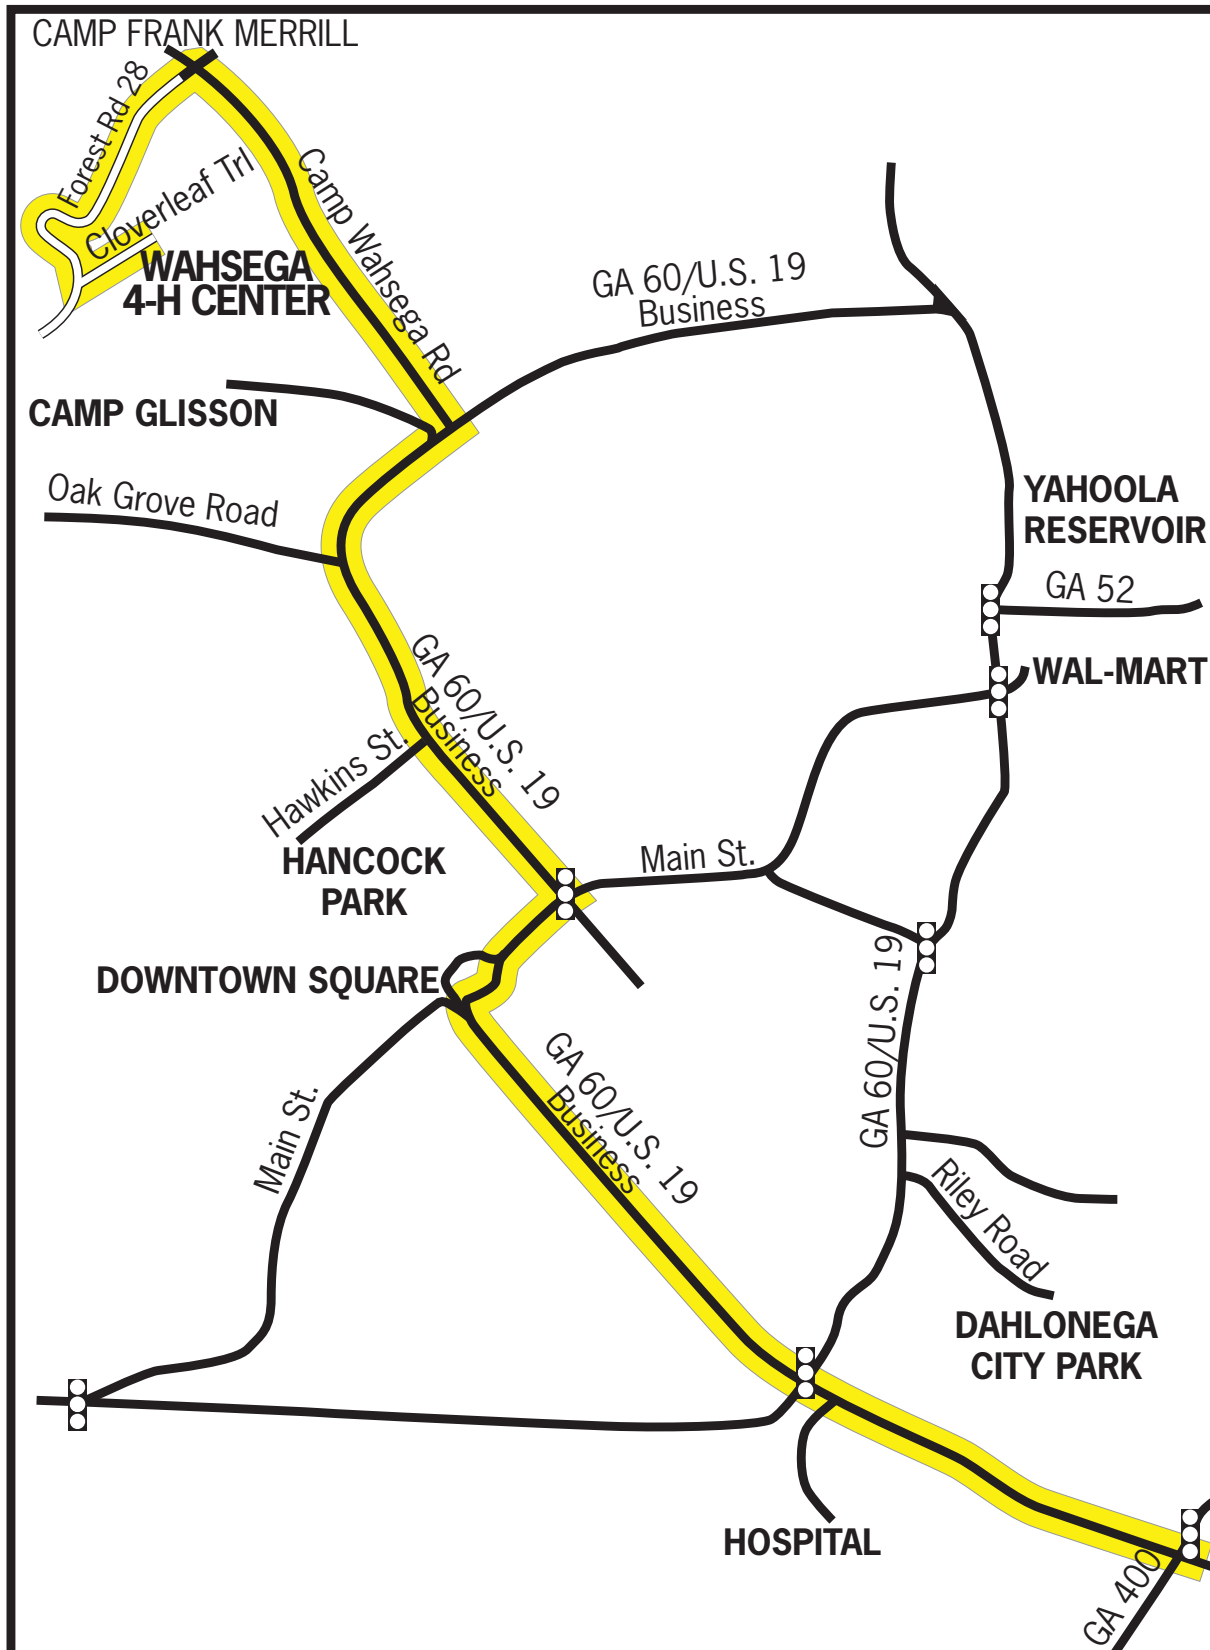 CAMP FRANK MERRILL
Forest Rd 28
Cloverleaf Trl
WAHSEGA
4-H CENTER
Camp Wahsega Rd
GA 60/U.S. 19
Business
CAMP GLISSON
Oak Grove Road
YAHOOLA
RESERVOIR
GA 52
WAL-MART
GA 60/U.S. 19
Business
Hawkins St.
HANCOCK
PARK
Main St.
DOWNTOWN SQUARE
GA 60/U.S. 19
GA 60/U.S. 19
Business
Main St.
Riley Road
DAHLONEGA
CITY PARK
HOSPITAL
GA 400